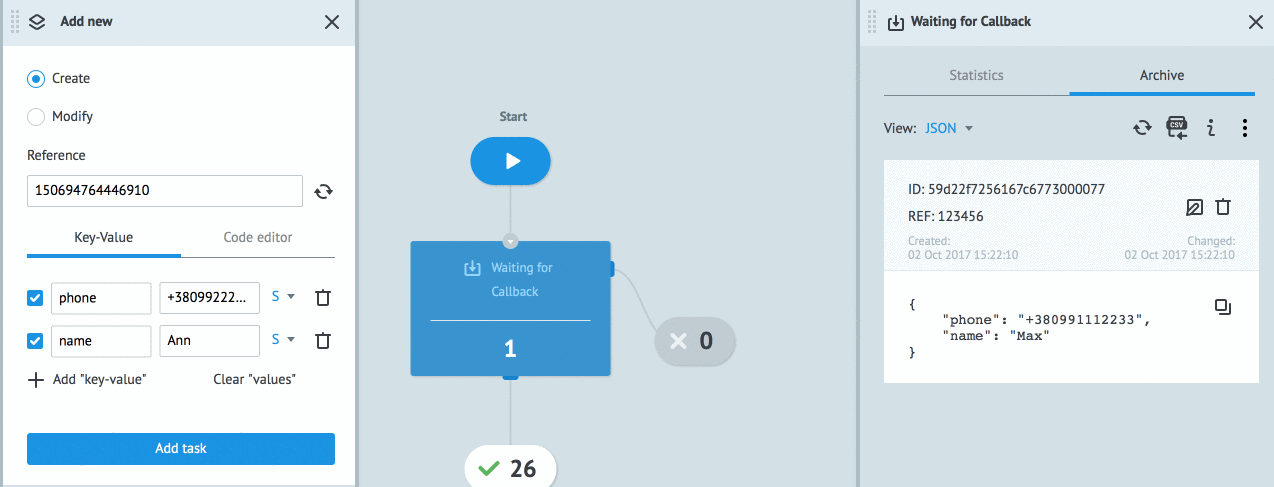 Add new
Create
Modify
Reference
150694764446910
Key-Value
Code editor
phone
+38099222...
S
name
Ann
S
Add "key-value"
Clear "values"
Add task
Start
Waiting for
Callback
1
0
26
Waiting for Callback
Statistics
Archive
View: JSON
CSV
ID: 59d22f7256167c6773000077
REF: 123456
Created:
Changed:
02 Oct 2017 15:22:10
02 Oct 2017 15:22:10
{
"phone": "+380991112233",
"name": "Max"
}